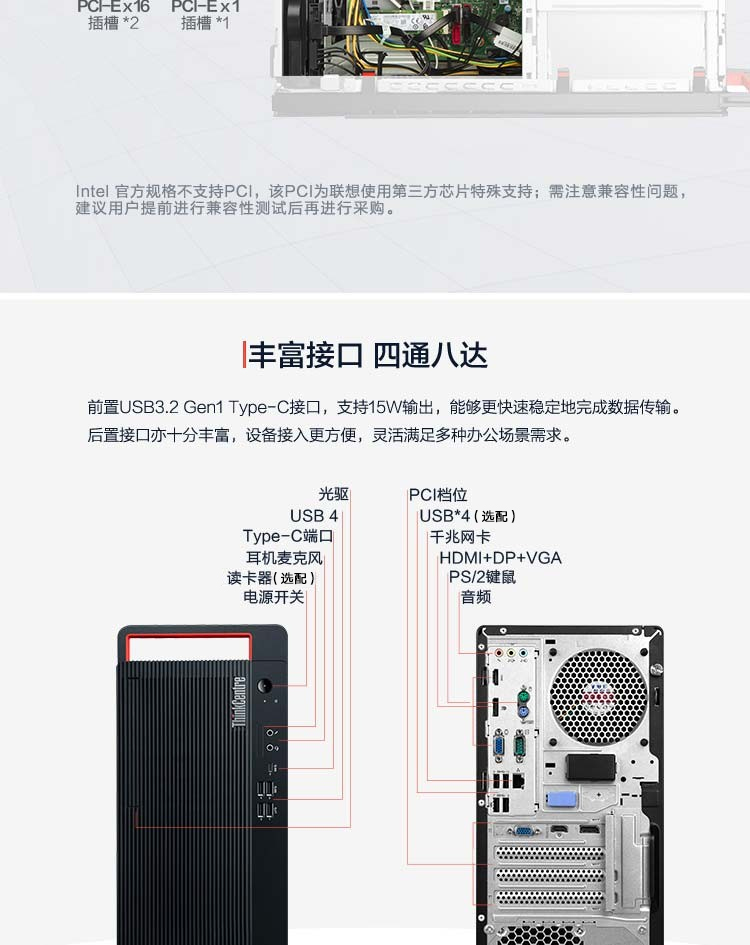 PCI-Ex16 PCI-Ex1
插槽 *2 插槽 *1
Intel 官方规格不支持PCI，该PCI为联想使用第三方芯片特殊支持；需注意兼容性问题，
建议用户提前进行兼容性测试后再进行采购。
丰富接口 四通八达
前置USB3.2 Gen1 Type-C接口，支持15W输出，能够更快速稳定地完成数据传输。
后置接口亦十分丰富，设备接入更方便，灵活满足多种办公场景需求。
光驱
USB 4
Type-C端口
耳机麦克风
读卡器(选配)
电源开关
PCI档位
USB*4 (选配)
千兆网卡
HDMI+DP+VGA
PS/2键鼠
音频
ThinkCentre